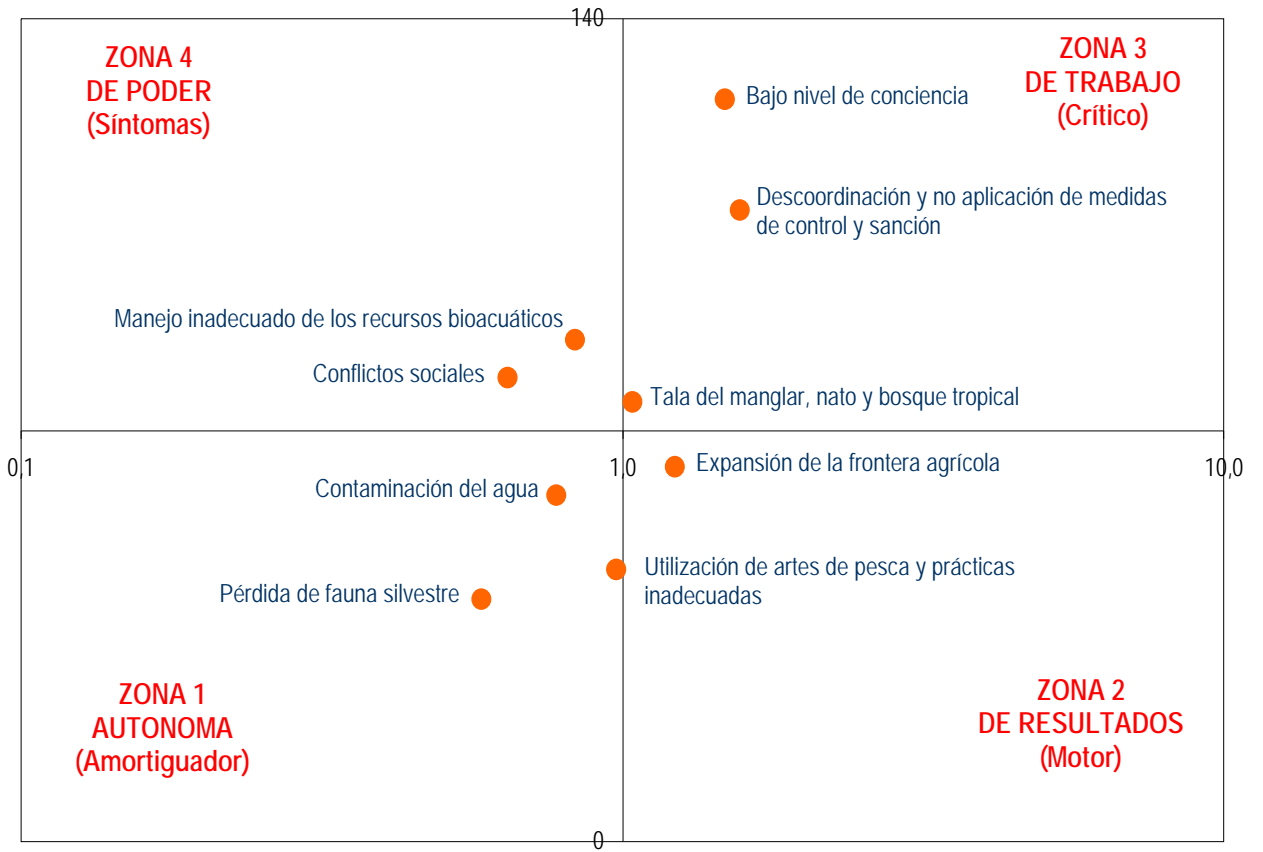 140
ZONA 4
DE PODER
(Síntomas)
ZONA 3
DE TRABAJO
(Crítico)
Bajo nivel de conciencia
Descoordinación y no aplicación de medidas
de control y sanción
Manejo inadecuado de los recursos bioacuáticos
Conflictos sociales
Tala del manglar, nato y bosque tropical
0,1
1,0
10,0
Expansión de la frontera agrícola
Contaminación del agua
Utilización de artes de pesca y prácticas
inadecuadas
Pérdida de fauna silvestre
ZONA 1
AUTONOMA
(Amortiguador)
ZONA 2
DE RESULTADOS
(Motor)
0